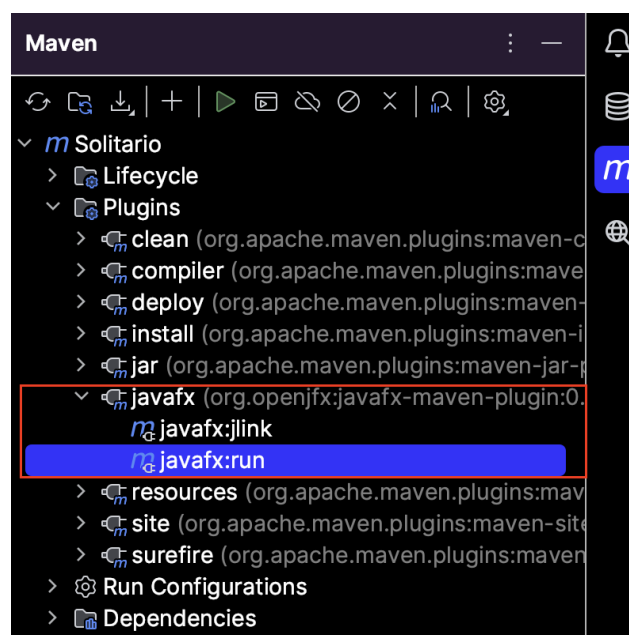 Maven
Solitario
Lifecycle
Plugins
clean (org.apache.maven.plugins:maven-c
compiler (org.apache.maven.plugins:mave
deploy (org.apache.maven.plugins:maven-
install (org.apache.maven.plugins:maven-i
jar (org.apache.maven.plugins:maven-jar-p
javafx (org.openjfx:javafx-maven-plugin:0.
javafx:jlink
javafx:run
resources (org.apache.maven.plugins:mav
site (org.apache.maven.plugins:maven-site
surefire (org.apache.maven.plugins:maven
Run Configurations
Dependencies